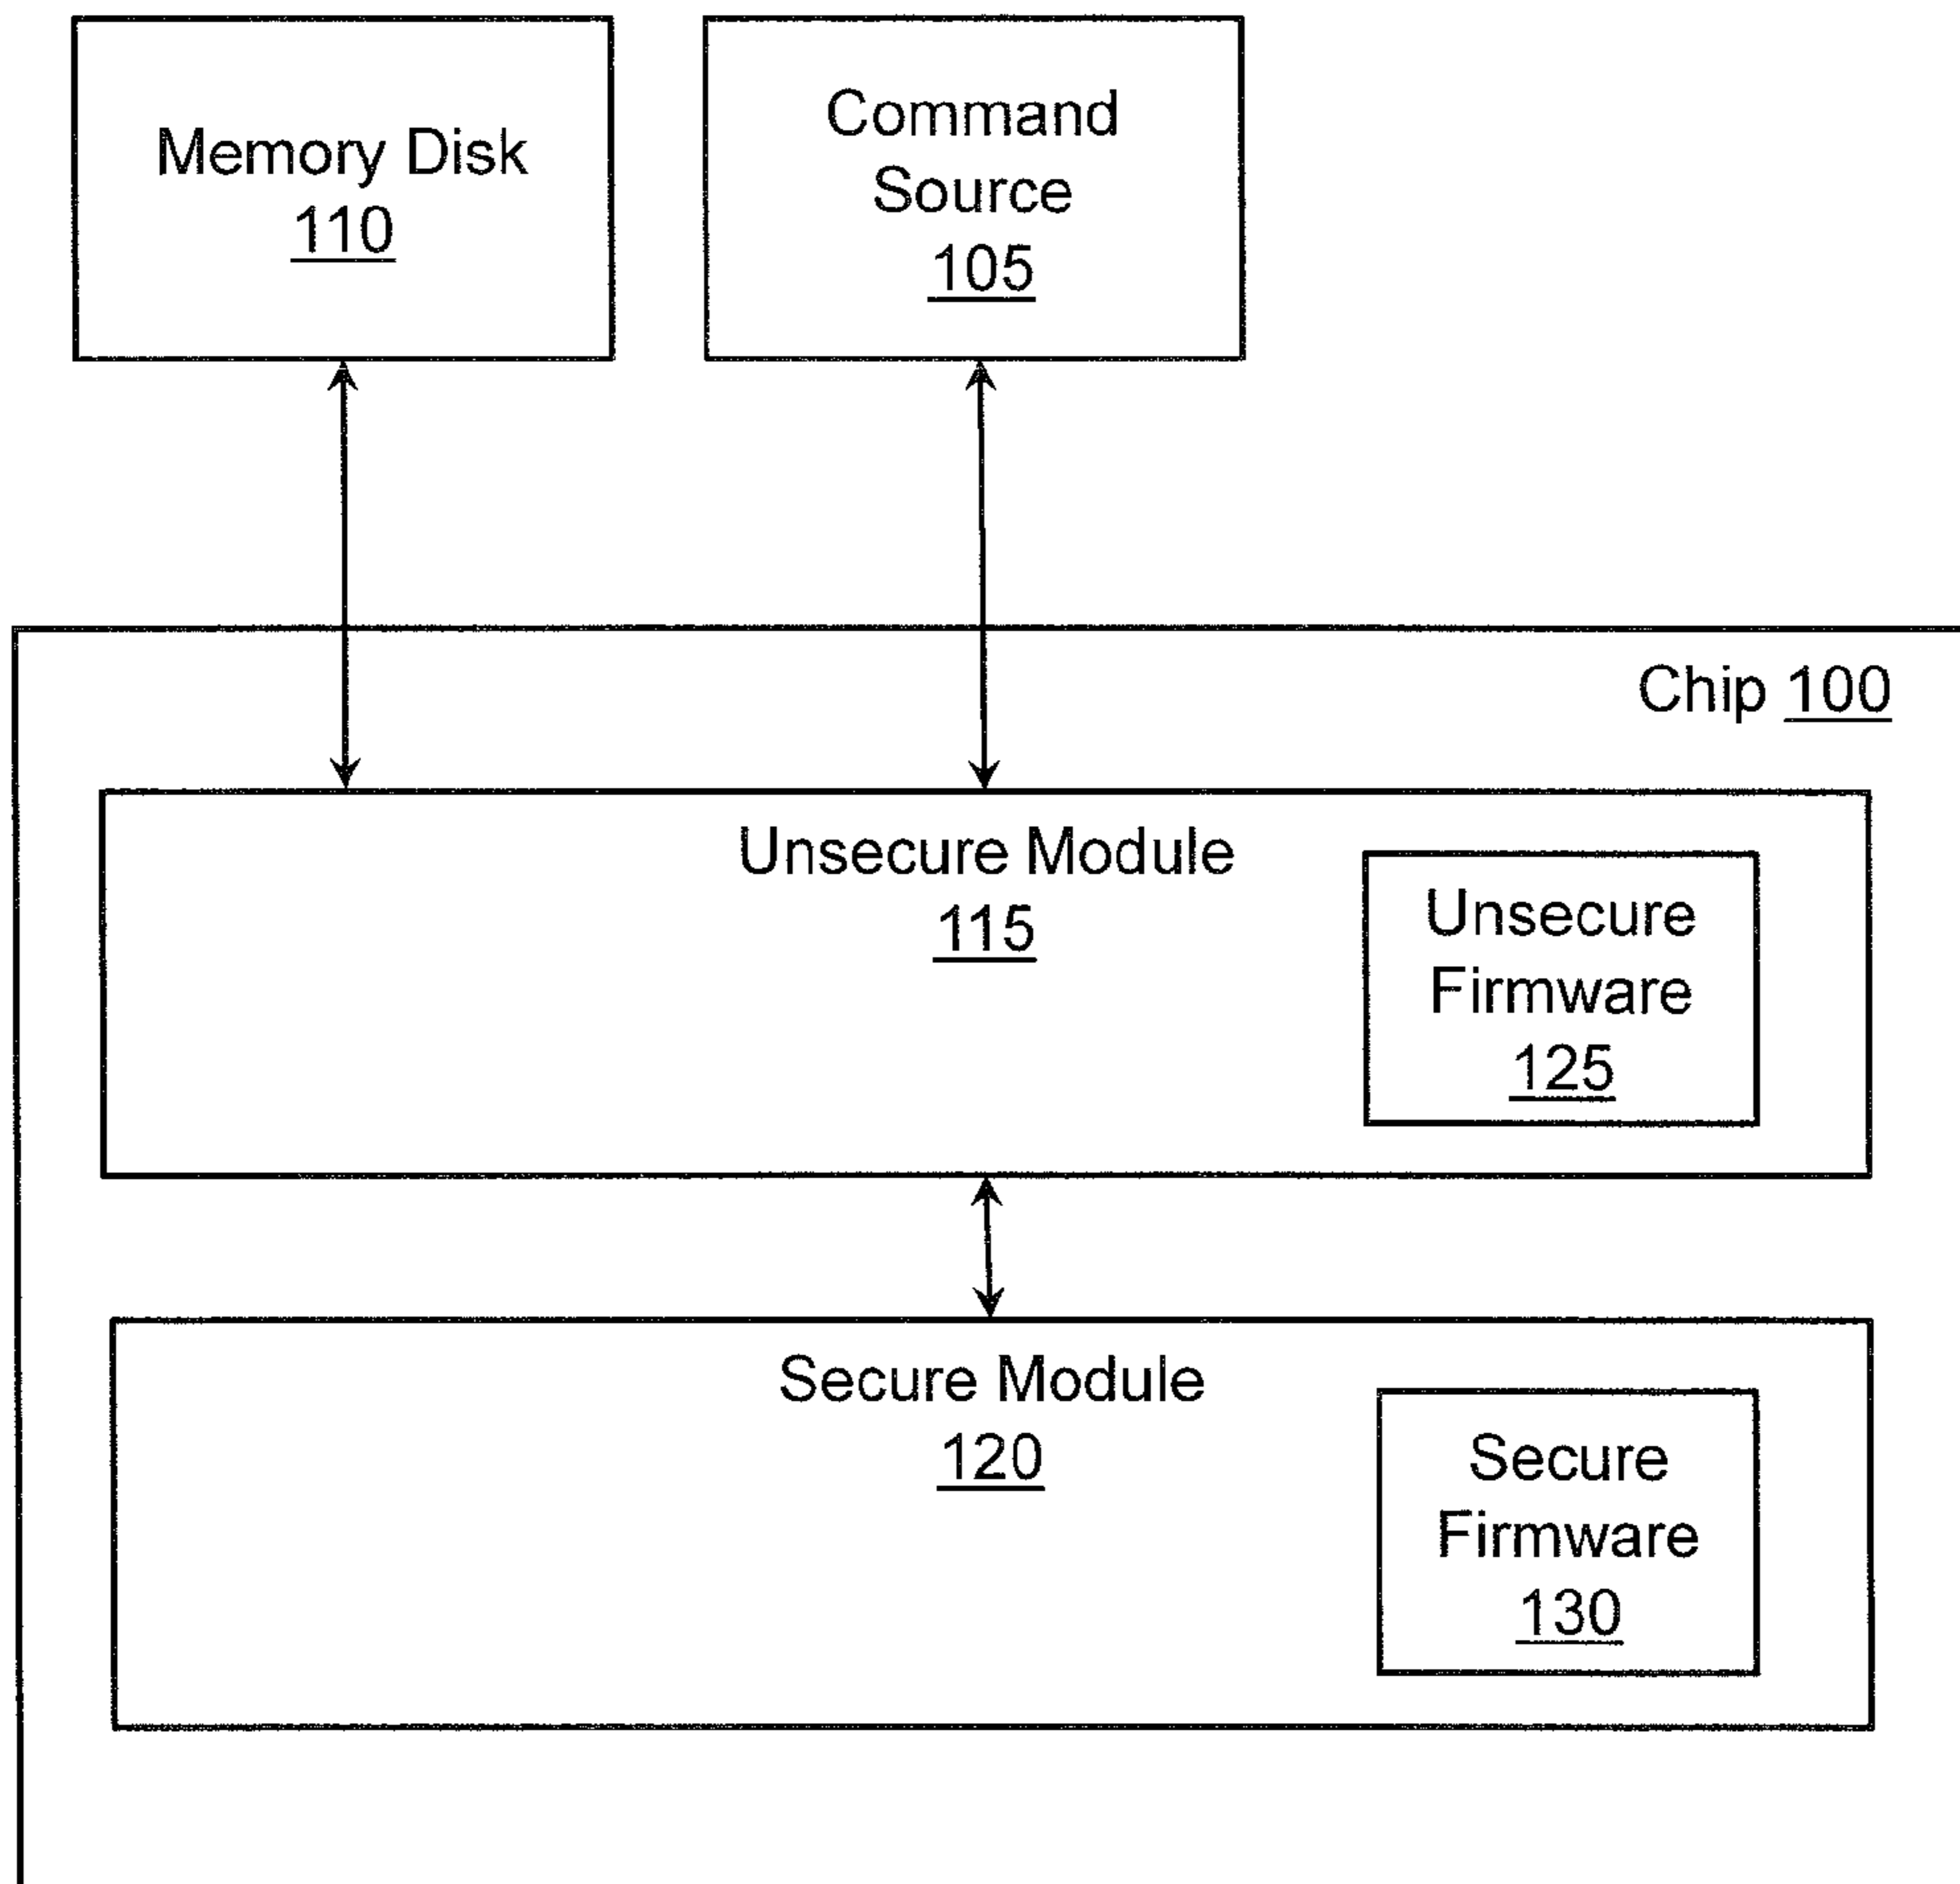 Memory Disk
110
Command
Source
105
Chip 100
Unsecure Module
115
Unsecure
Firmware
125
Secure Module
120
Secure
Firmware
130